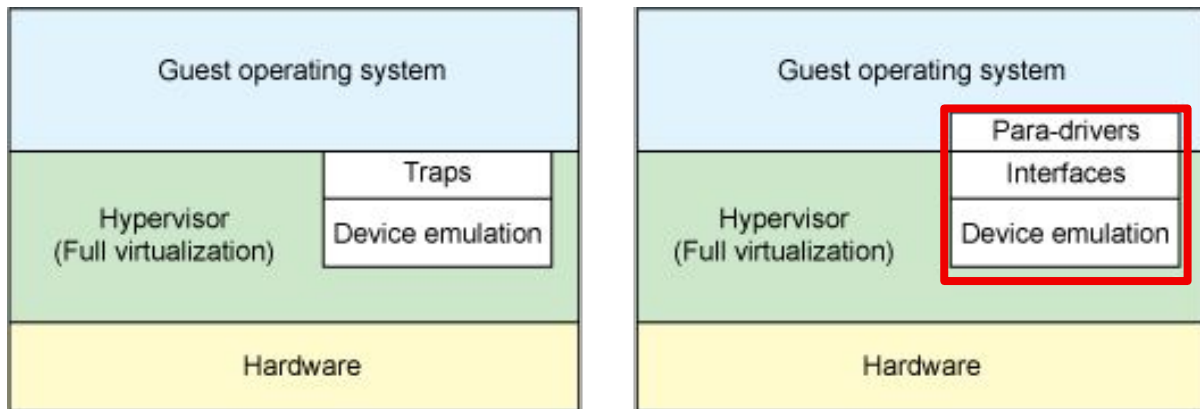 Guest operating system
Traps
Hypervisor
(Full virtualization)
Device emulation
Hardware
Guest operating system
Para-drivers
Interfaces
Hypervisor
(Full virtualization)
Device emulation
Hardware